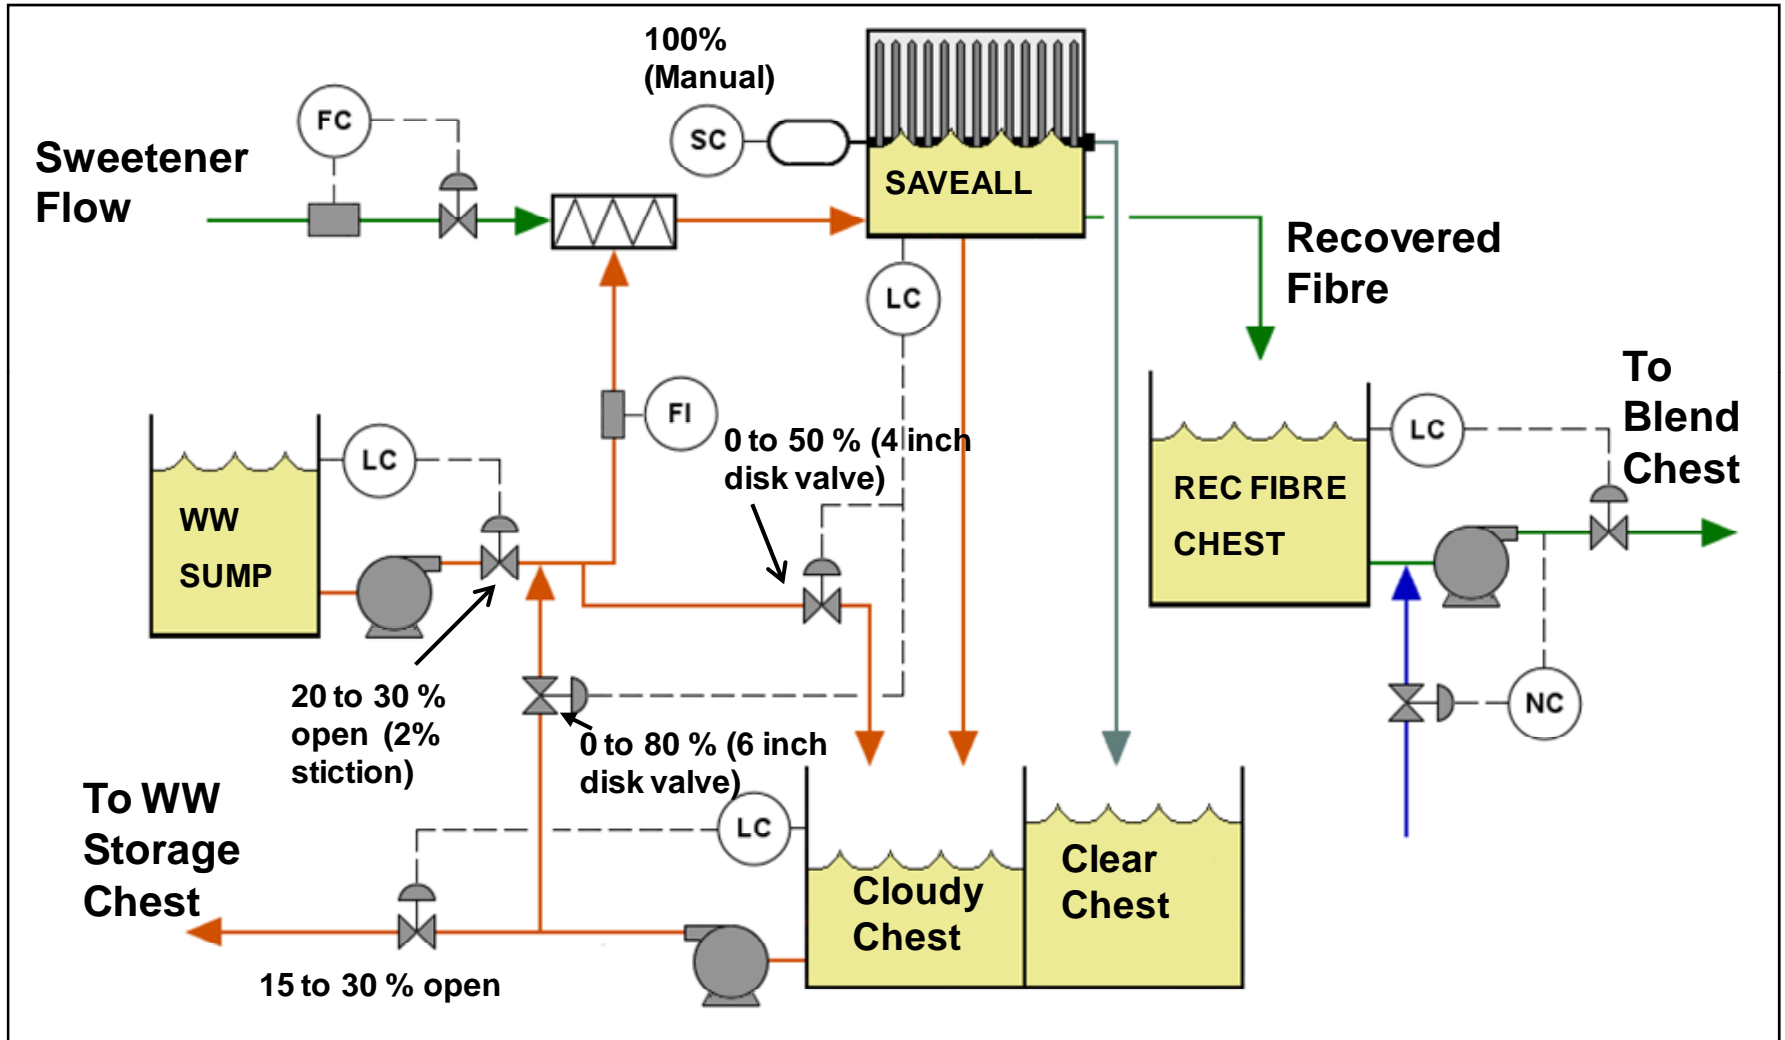 100%
(Manual)
FC
SC
Sweetener
Flow
SAVEALL
Recovered
Fibre
LC
To
Blend
Chest
FI
LC
0 to 50 % (4 inch
disk valve)
LC
REC FIBRE
CHEST
WW
SUMP
20 to 30 %
open (2%
stiction)
NC
0 to 80 % (6 inch
disk valve)
To WW
Storage
Chest
LC
Cloudy
Chest
Clear
Chest
15 to 30 % open